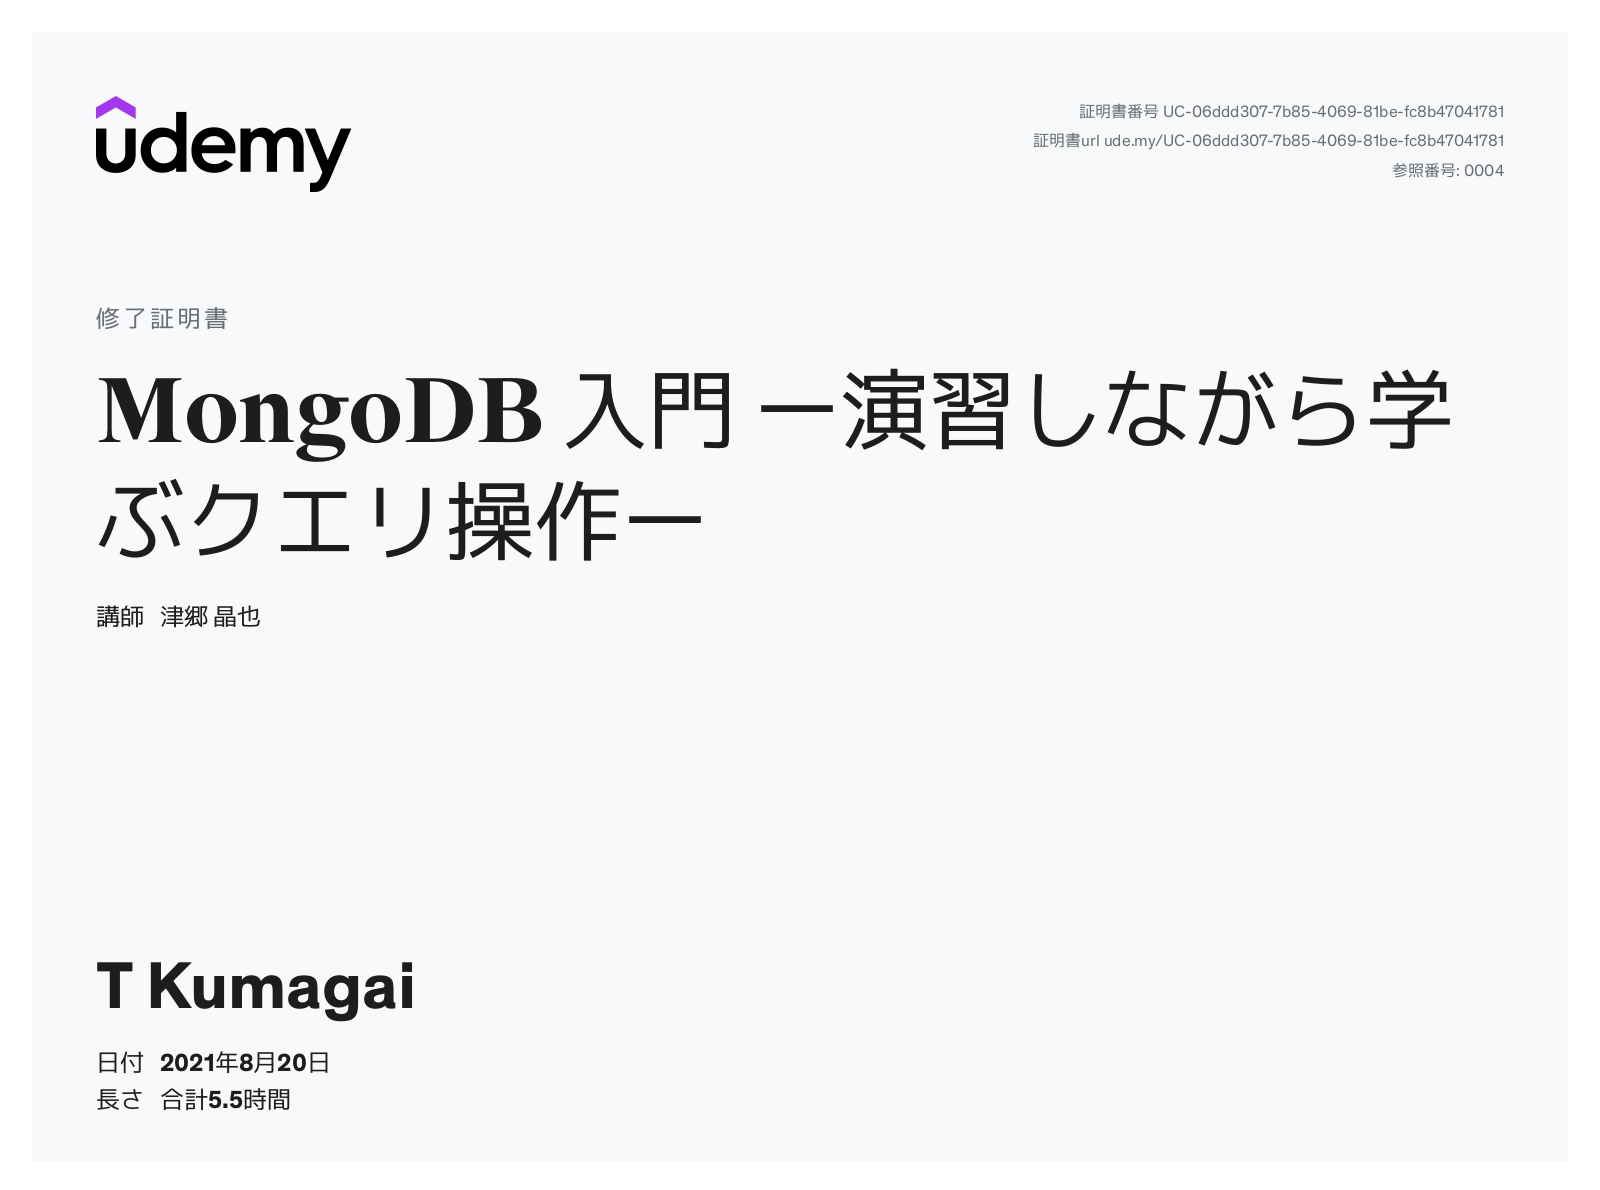 udemy
証明書番号 UC-06ddd307-7b85-4069-81be-fc8b47041781
証明書url ude.my/UC-06ddd307-7b85-4069-81be-fc8b47041781
参照番号: 0004
修了証明書
MongoDB 入門 ー演習しながら学
ぶクエリ操作ー
講師 津郷 晶也
T Kumagai
日付 2021年8月20日
長さ 合計5.5時間